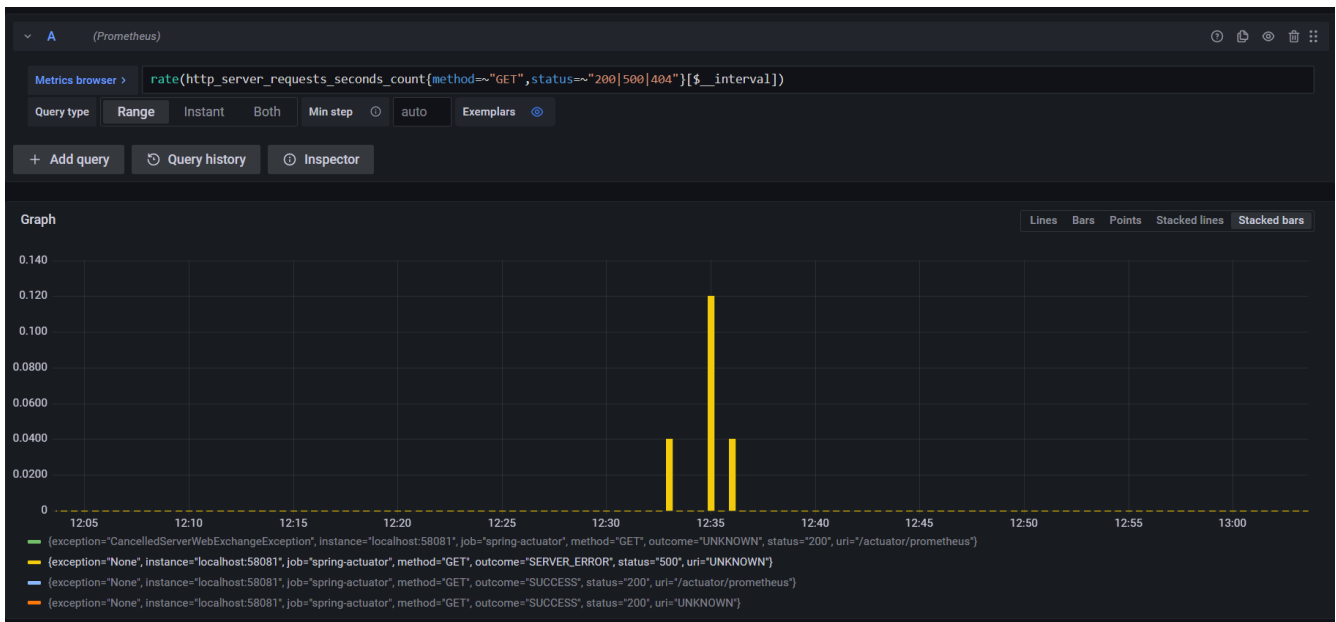 A (Prometheus)
Metrics browser > rate(http_server_requests_seconds_count{method=~"GET",status=~"200|500|404"}[$__interval])
Query type Range Instant Both Min step auto Exemplars
+ Add query Query history Inspector
Graph Lines Bars Points Stacked lines Stacked bars
0.140
0.120
0.100
0.0800
0.0600
0.0400
0.0200
0
12:05 12:10 12:15 12:20 12:25 12:30 12:35 12:40 12:45 12:50 12:55 13:00
{exception="CancelledServerWebExchangeException", instance="localhost:58081", job="spring-actuator", method="GET", outcome="UNKNOWN", status="200", uri="/actuator/prometheus"}
{exception="None", instance="localhost:58081", job="spring-actuator", method="GET", outcome="SERVER_ERROR", status="500", uri="UNKNOWN"}
{exception="None", instance="localhost:58081", job="spring-actuator", method="GET", outcome="SUCCESS", status="200", uri="/actuator/prometheus"}
{exception="None", instance="localhost:58081", job="spring-actuator", method="GET", outcome="SUCCESS", status="200", uri="UNKNOWN"}